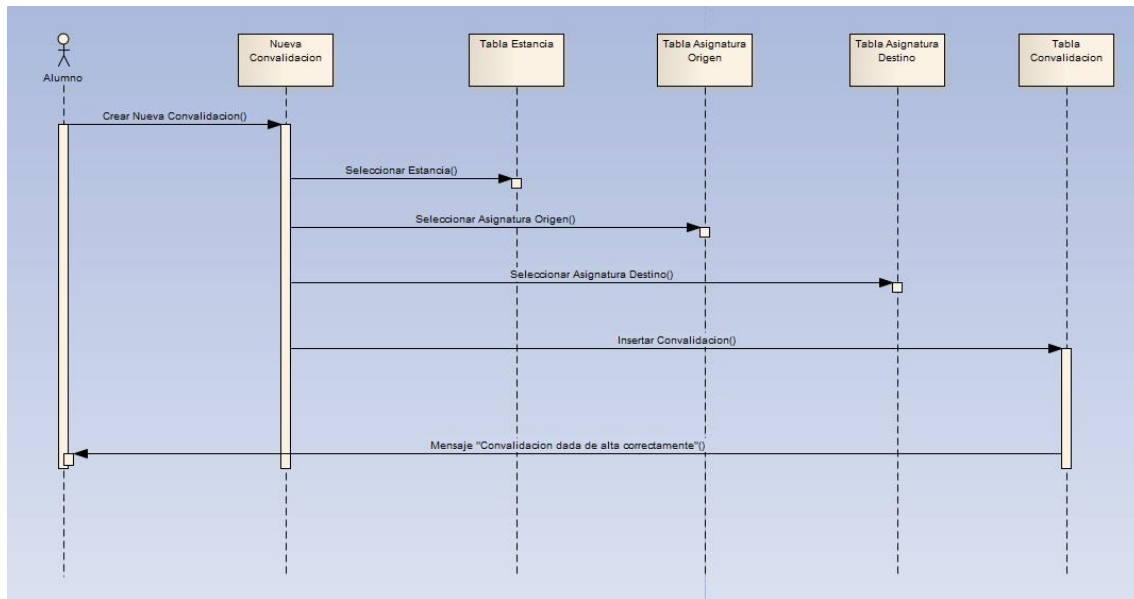 Alumno
Nueva
Convalidacion
Tabla Estancia
Tabla Asignatura
Origen
Tabla Asignatura
Destino
Tabla
Convalidacion
Crear Nueva Convalidacion()
Seleccionar Estancia()
Seleccionar Asignatura Origen()
Seleccionar Asignatura Destino()
Insertar Convalidacion()
Mensaje "Convalidacion dada de alta correctamente"()